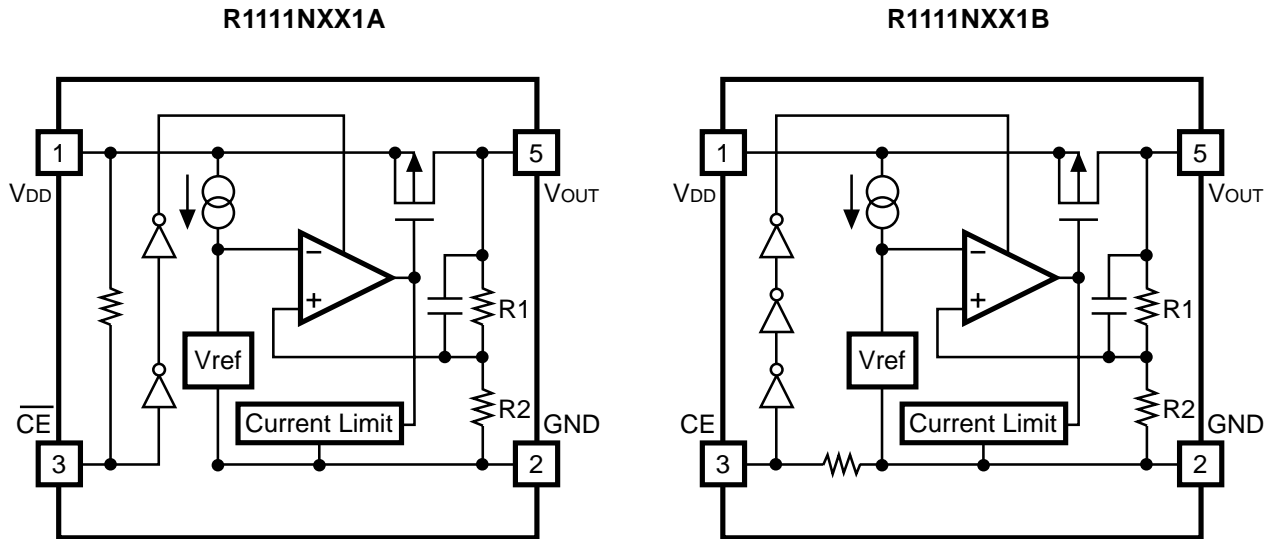 R1111NXX1A
1
VDD
5
VOUT
−
+
R1
Vref
R2
Current Limit
CE
3
GND
2
R1111NXX1B
1
VDD
5
VOUT
−
+
R1
Vref
R2
Current Limit
CE
3
GND
2